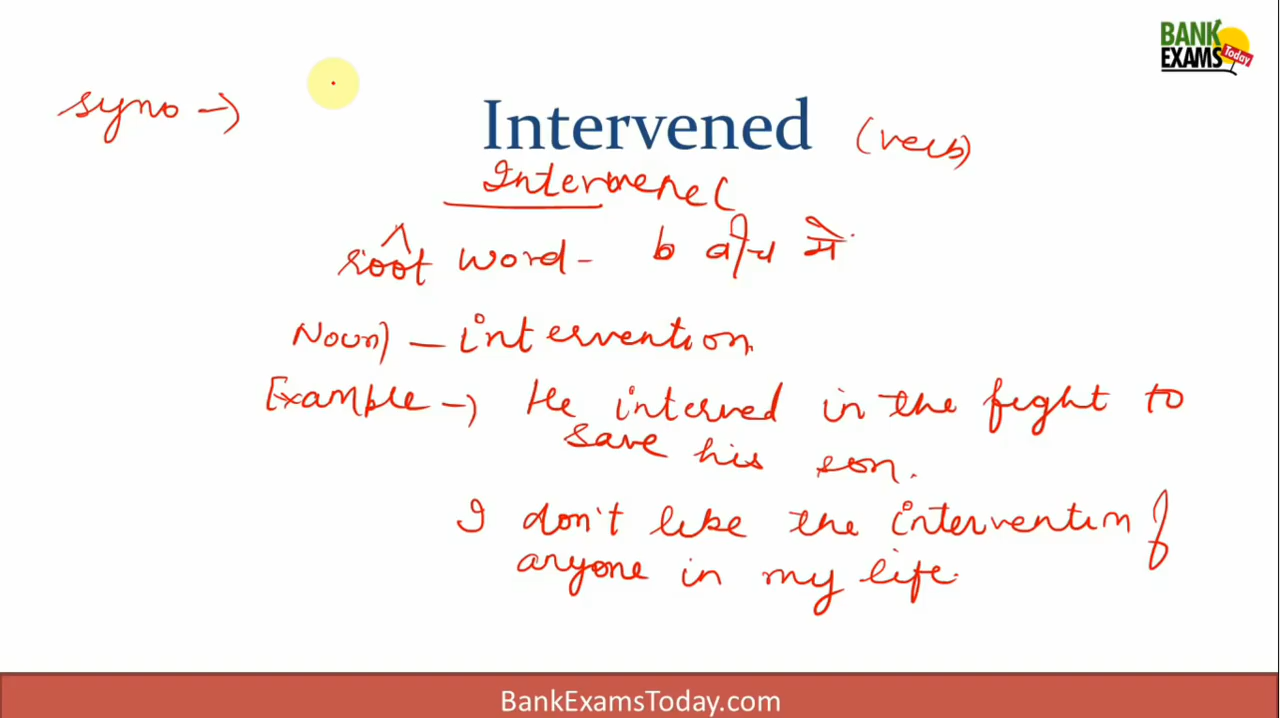 BANK
EXAMS Today
syno →
Intervened (verb)
Intervene
root word - में
Noun) - intervention
Example → He interved in the fight to
save his son.
I don't like the intervention of
anyone in my life.
BankExamsToday.com